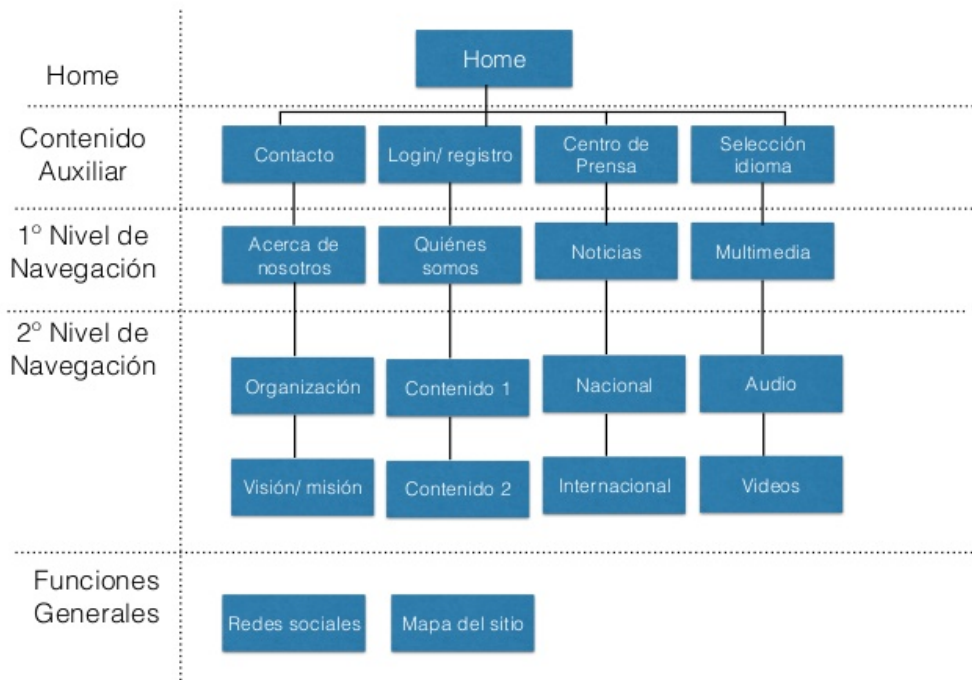 Home
Home
Contenido
Auxiliar
Contacto
Login/ registro
Centro de
Prensa
Selección
idioma
1º Nivel de
Navegación
Acerca de
nosotros
Quiénes
somos
Noticias
Multimedia
2º Nivel de
Navegación
Organización
Contenido 1
Nacional
Audio
Visión/ misión
Contenido 2
Internacional
Videos
Funciones
Generales
Redes sociales
Mapa del sitio